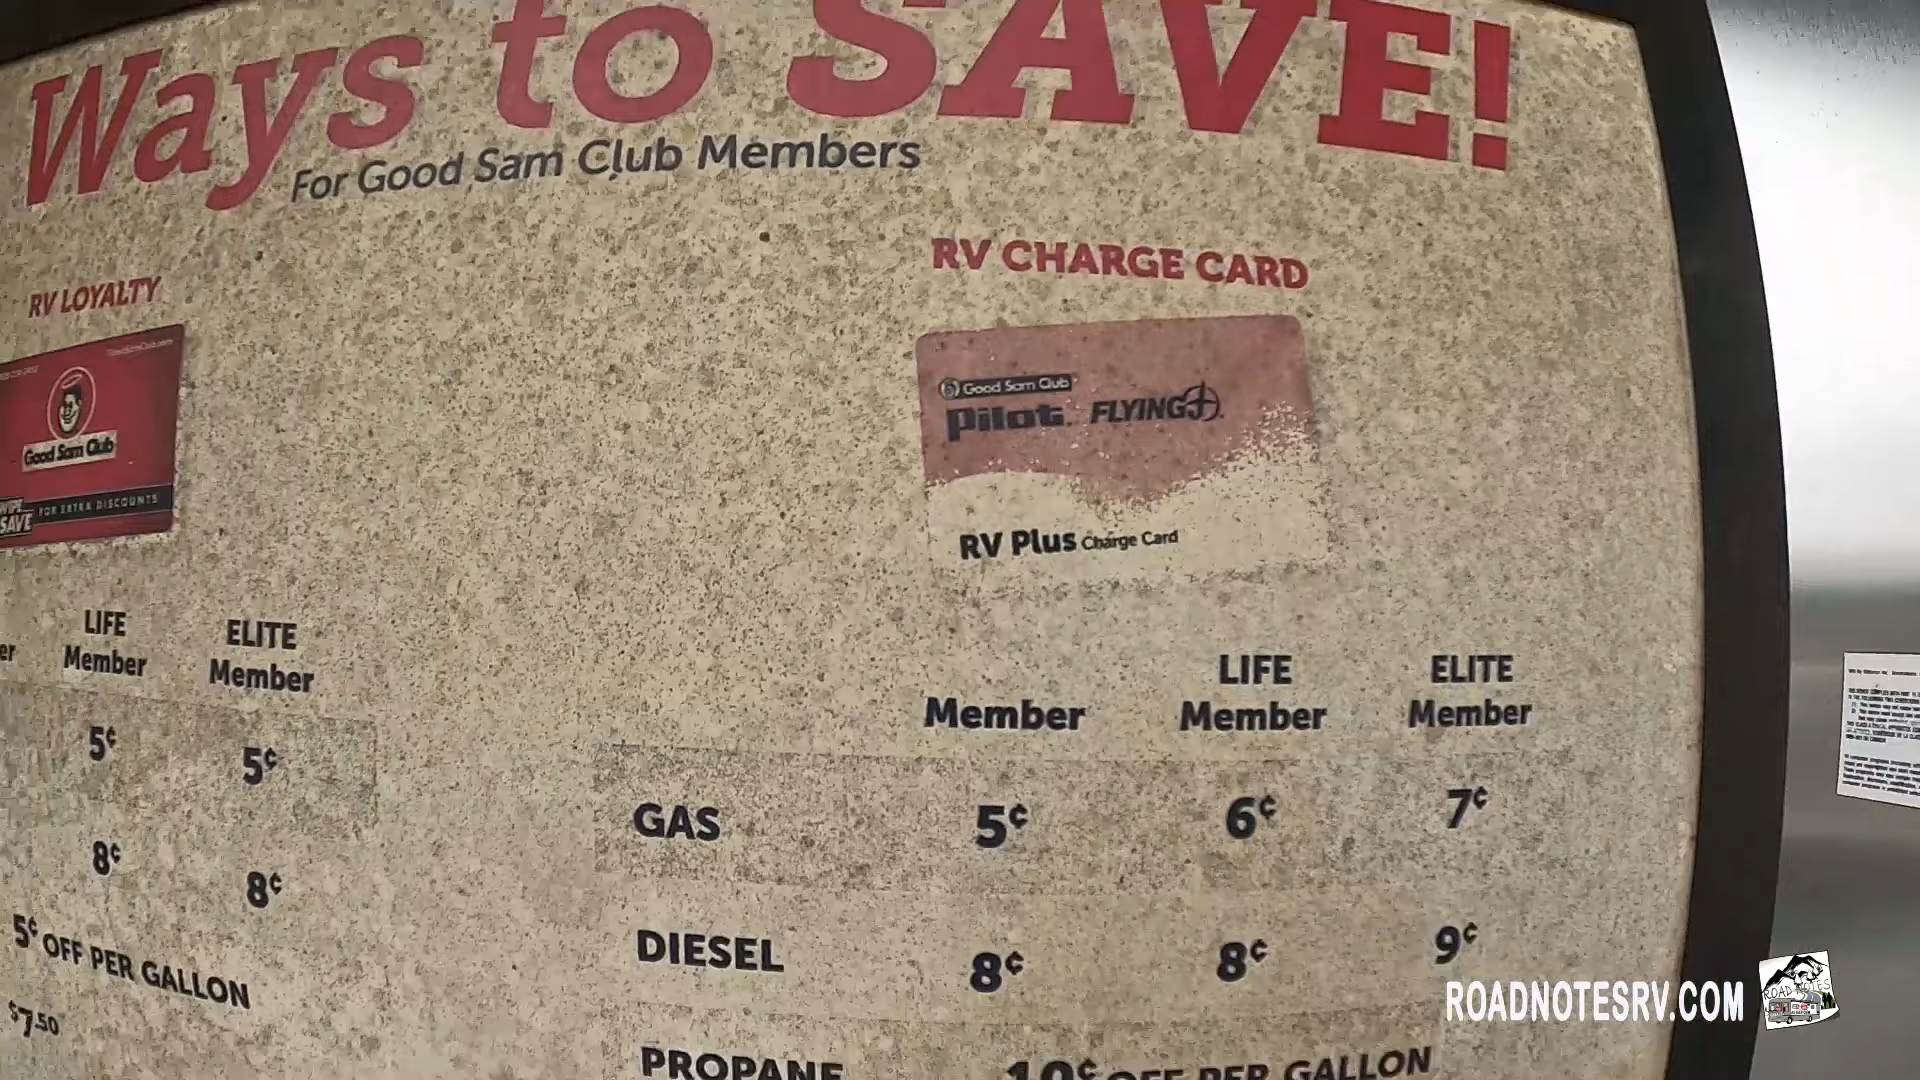 Ways to SAVE!
For Good Sam Club Members
RV LOYALTY
Good Sam Club
SAVE FOR EXTRA DISCOUNTS
LIFE Member
ELITE Member
5¢ 5¢
8¢ 8¢
5¢ OFF PER GALLON
$7.50
RV CHARGE CARD
Good Sam Club
Pilot. FLYING J.
RV Plus Charge Card
Member
LIFE Member
ELITE Member
GAS 5¢ 6¢ 7¢
DIESEL 8¢ 8¢ 9¢
PROPANE 10¢ OFF PER GALLON
ROADNOTESRV.COM
ROAD NOTES